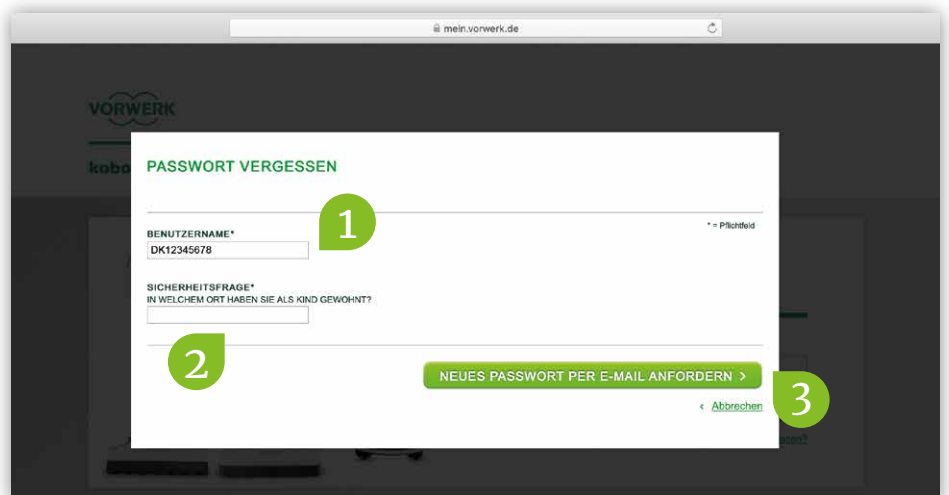 mein.vorwerk.de
VORWERK
kobo
PASSWORT VERGESSEN
1
* = Pflichtfeld
BENUTZERNAME*
DK12345678
SICHERHEITSFRAGE*
IN WELCHEM ORT HABEN SIE ALS KIND GEWOHNT?
2
NEUES PASSWORT PER E-MAIL ANFORDERN >
3
‹ Abbrechen